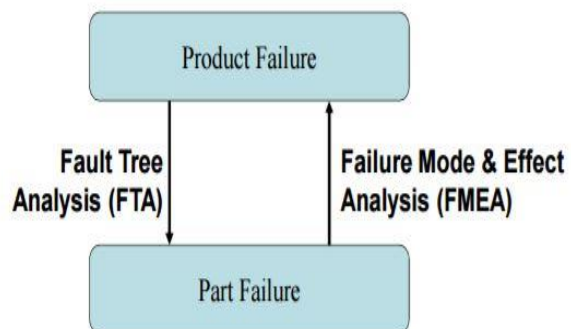 Product Failure
Fault Tree
Analysis (FTA)
Failure Mode & Effect
Analysis (FMEA)
Part Failure